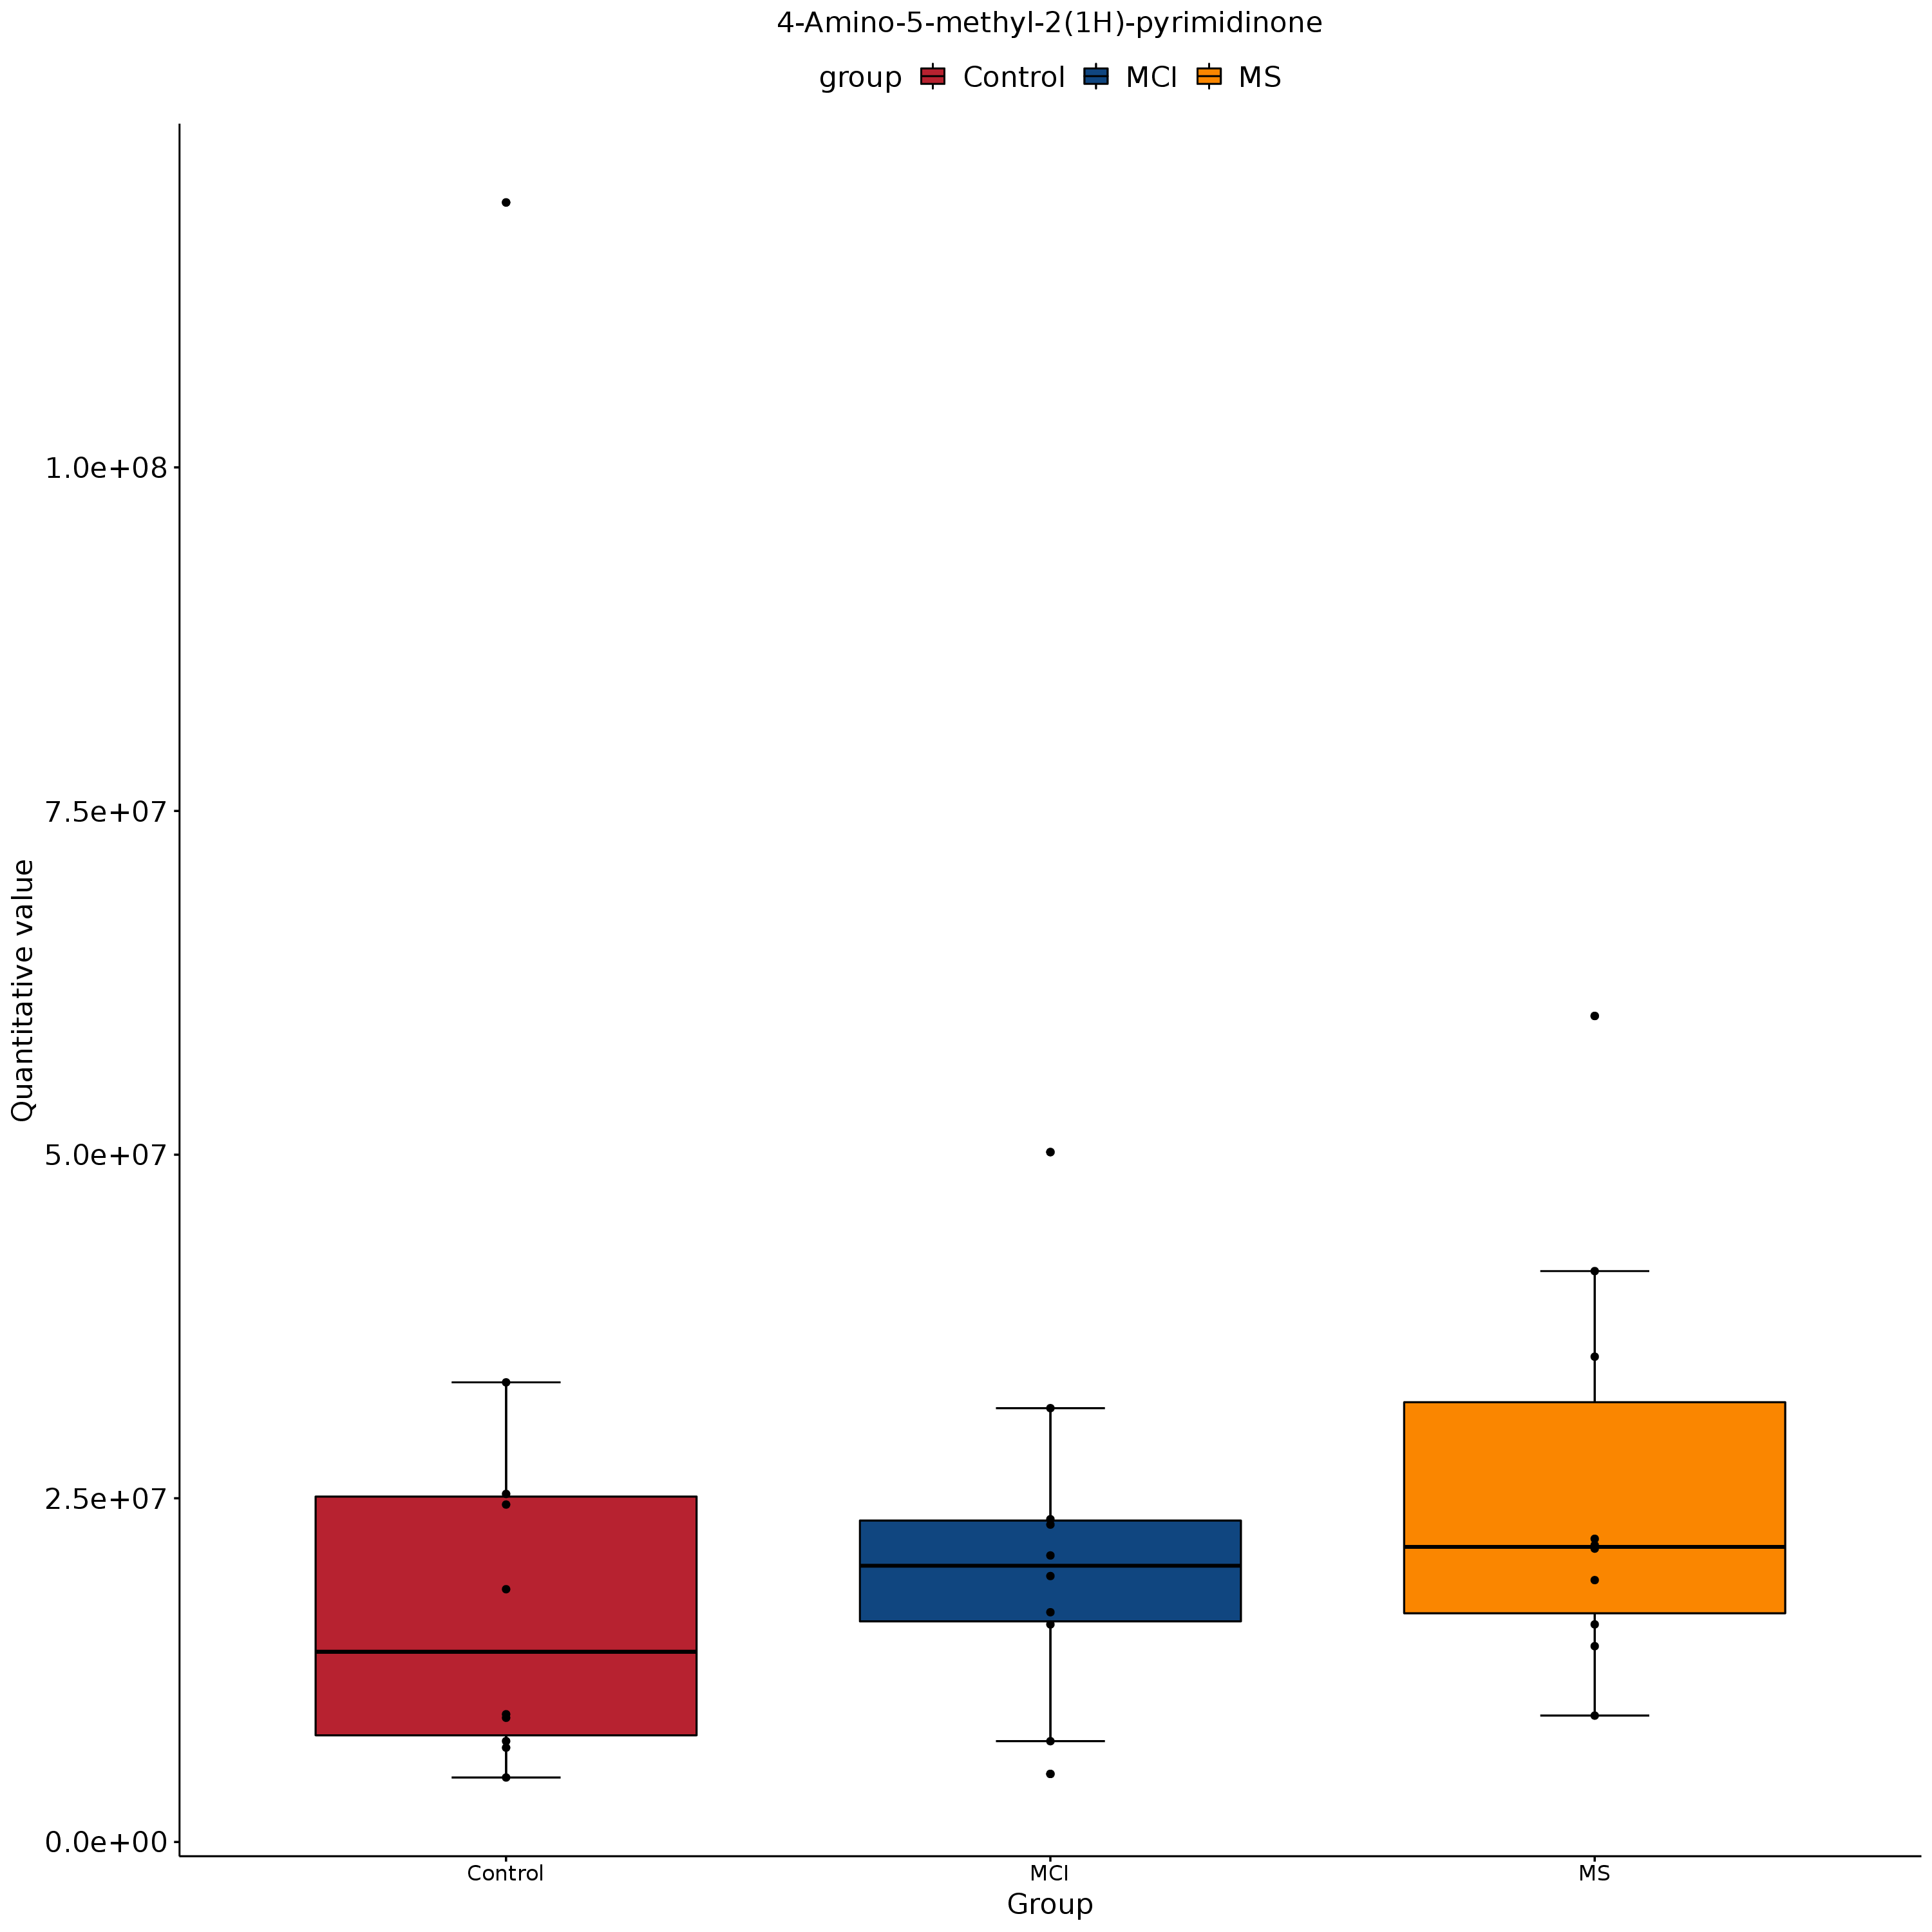 4-Amino-5-methyl-2(1H)-pyrimidinone
group Control MCI MS
Quantitative value
1.0e+08
7.5e+07
5.0e+07
2.5e+07
0.0e+00
Control MCI MS
Group